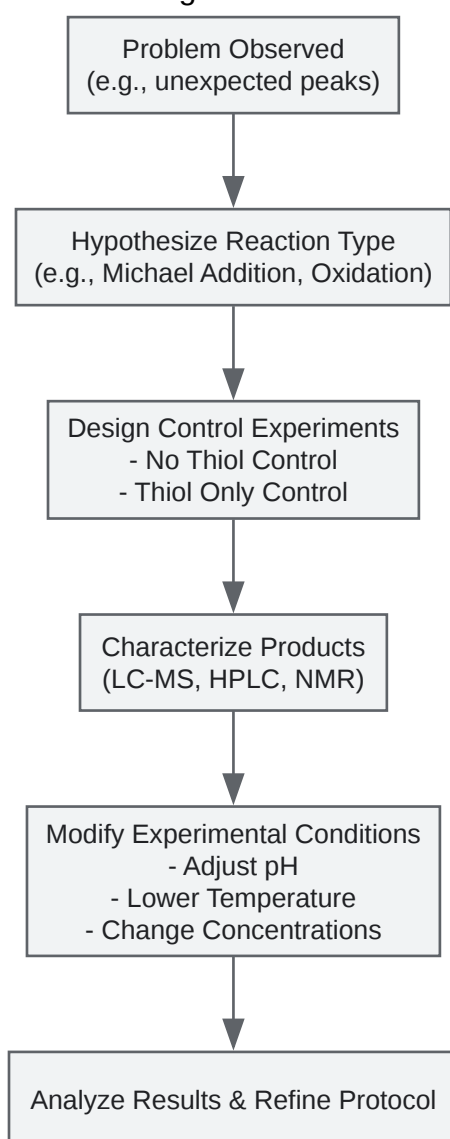 Problem Observed
(e.g., unexpected peaks)
Hypothesize Reaction Type
(e.g., Michael Addition, Oxidation)
Design Control Experiments
- No Thiol Control
- Thiol Only Control
Characterize Products
(LC-MS, HPLC, NMR)
Modify Experimental Conditions
- Adjust pH
- Lower Temperature
- Change Concentrations
Analyze Results & Refine Protocol